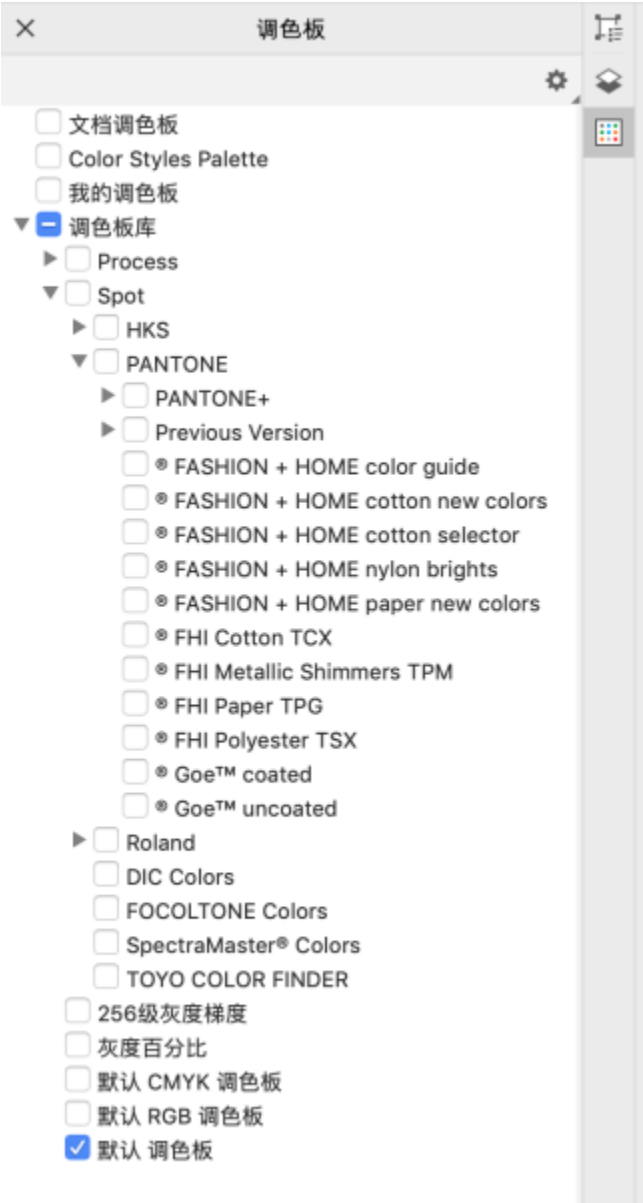 调色板
文档调色板
Color Styles Palette
我的调色板
调色板库
Process
Spot
HKS
PANTONE
PANTONE+
Previous Version
® FASHION + HOME color guide
® FASHION + HOME cotton new colors
® FASHION + HOME cotton selector
® FASHION + HOME nylon brights
® FASHION + HOME paper new colors
® FHI Cotton TCX
® FHI Metallic Shimmers TPM
® FHI Paper TPG
® FHI Polyester TSX
® Goe™ coated
® Goe™ uncoated
Roland
DIC Colors
FOCOLTONE Colors
SpectraMaster® Colors
TOYO COLOR FINDER
256级灰度梯度
灰度百分比
默认 CMYK 调色板
默认 RGB 调色板
默认 调色板